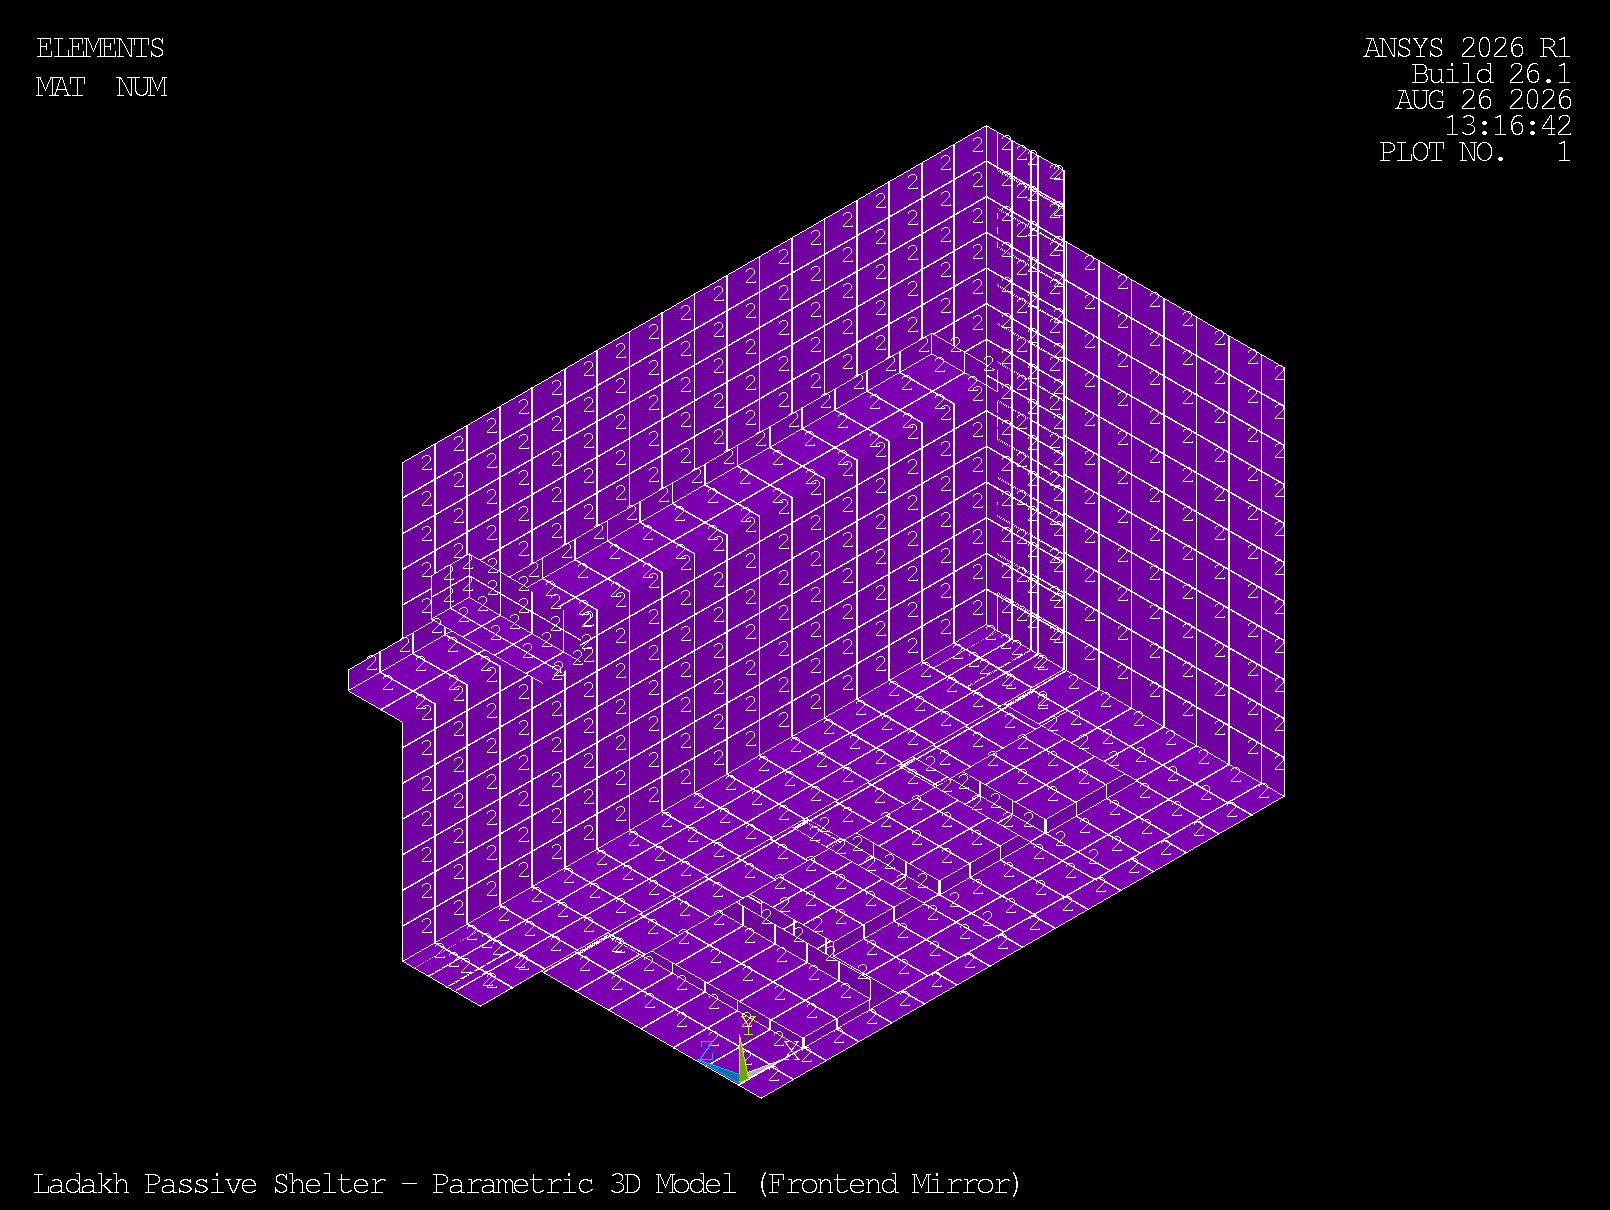 ELEMENTS
MAT NUM
ANSYS 2026 R1
Build 26.1
AUG 26 2026
13:16:42
PLOT NO. 1
Y
Z
X
Ladakh Passive Shelter - Parametric 3D Model (Frontend Mirror)